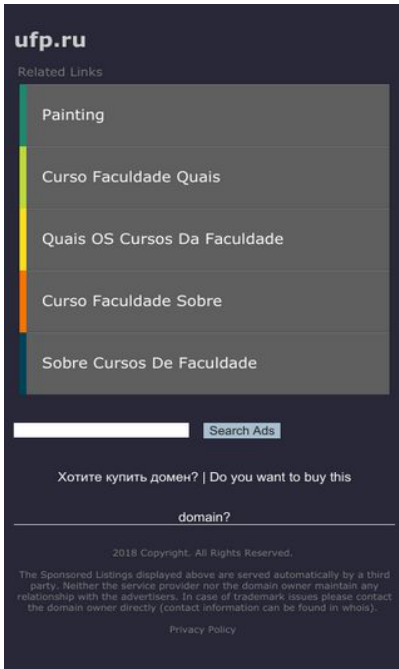 ufp.ru
Related Links
Painting
Curso Faculdade Quais
Quais OS Cursos Da Faculdade
Curso Faculdade Sobre
Sobre Cursos De Faculdade
Search Ads
Хотите купить домен? | Do you want to buy this
domain?
2018 Copyright. All Rights Reserved.
The Sponsored Listings displayed above are served automatically by a third
party. Neither the service provider nor the domain owner maintain any
relationship with the advertisers. In case of trademark issues please contact
the domain owner directly (contact information can be found in whois).
Privacy Policy